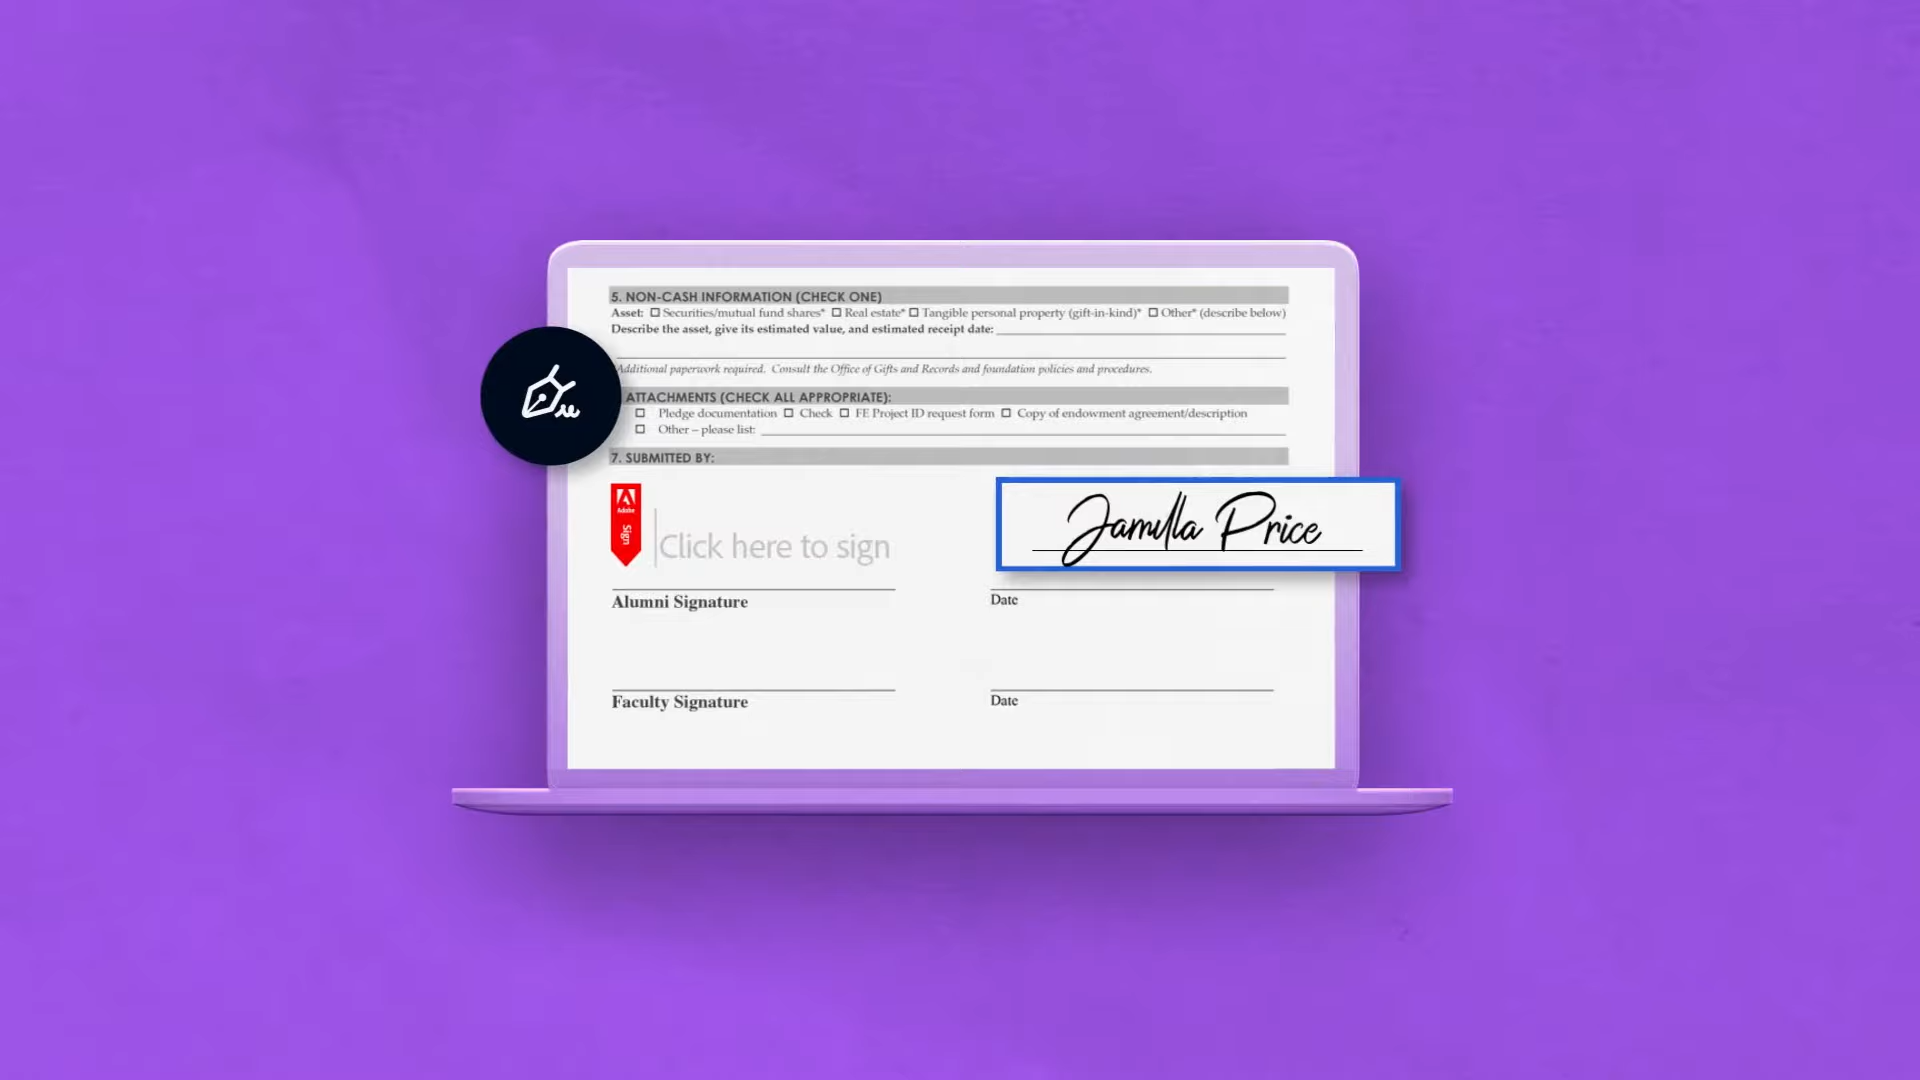 5. NON-CASH INFORMATION (CHECK ONE)
Asset: ☐ Securities/mutual fund shares* ☐ Real estate* ☐ Tangible personal property (gift-in-kind)* ☐ Other* (describe below)
Describe the asset, give its estimated value, and estimated receipt date:
Additional paperwork required. Consult the Office of Gifts and Records and foundation policies and procedures.
ATTACHMENTS (CHECK ALL APPROPRIATE):
☐ Pledge documentation ☐ Check ☐ FE Project ID request form ☐ Copy of endowment agreement/description
☐ Other – please list:
7. SUBMITTED BY:
Adobe
Sign
Click here to sign
Jamilla Price
Alumni Signature
Date
Faculty Signature
Date